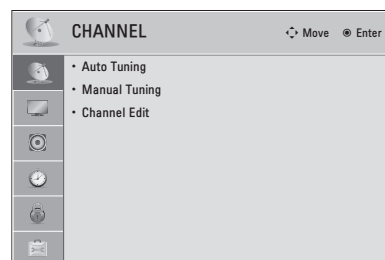 CHANNEL Move Enter
• Auto Tuning
• Manual Tuning
• Channel Edit